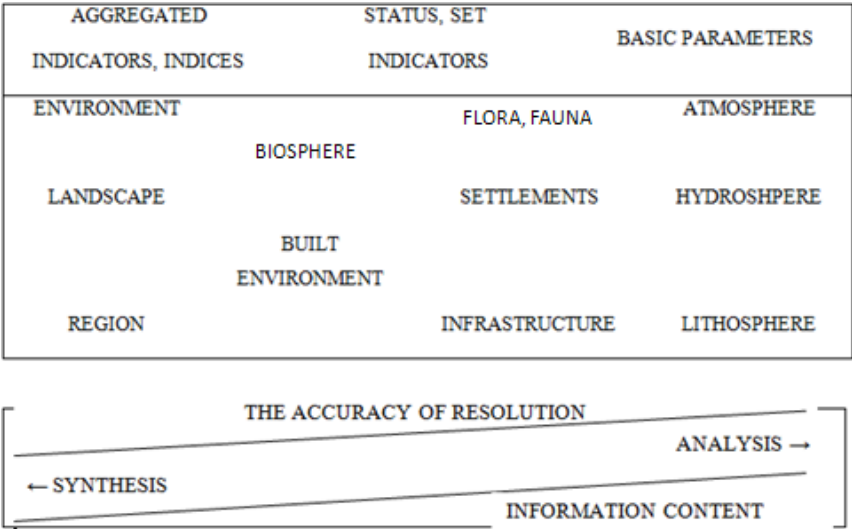 AGGREGATED
INDICATORS, INDICES
STATUS, SET
INDICATORS
BASIC PARAMETERS
ENVIRONMENT
FLORA, FAUNA
ATMOSPHERE
BIOSPHERE
LANDSCAPE
SETTLEMENTS
HYDROSHPERE
BUILT
ENVIRONMENT
REGION
INFRASTRUCTURE
LITHOSPHERE
THE ACCURACY OF RESOLUTION
ANALYSIS →
← SYNTHESIS
INFORMATION CONTENT